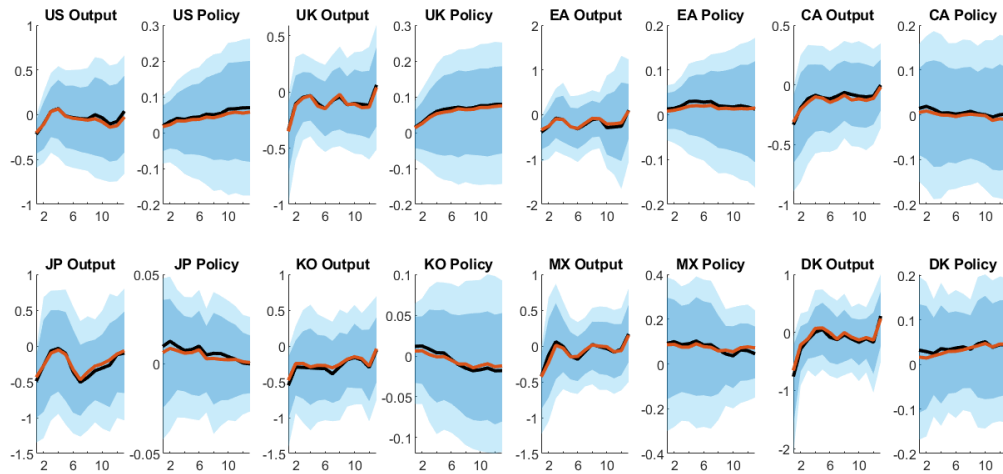 US Output US Policy UK Output UK Policy EA Output EA Policy CA Output CA Policy
1 0.3 1 0.3 2 0.2 0.5 0.2
0.5 0.2 0.5 0.2 1 0.1 0 0.1
0 0.1 0 0.1 0 0 -0.5 0
-0.5 0 -0.5 0 -1 -0.1 -1 -0.1
-1 -0.1 -1 -0.1 -2 -0.2 -0.2
-0.2 -0.2
2 6 10 2 6 10 2 6 10 2 6 10 2 6 10 2 6 10 2 6 10 2 6 10
JP Output JP Policy KO Output KO Policy MX Output MX Policy DK Output DK Policy
1 0.05 1 0.1 1 0.4 1 0.2
0.5 0 0.5 0.05 0.5 0.2 0 0.1
0 -0.05 0 0 0 0 -1 0
-0.5 -0.5 -0.05 -0.5 -0.2 -2 -0.1
-1 -1 -0.1 -1 -0.4 -0.2
-1.5 -1.5 -1.5
2 6 10 2 6 10 2 6 10 2 6 10 2 6 10 2 6 10 2 6 10 2 6 10